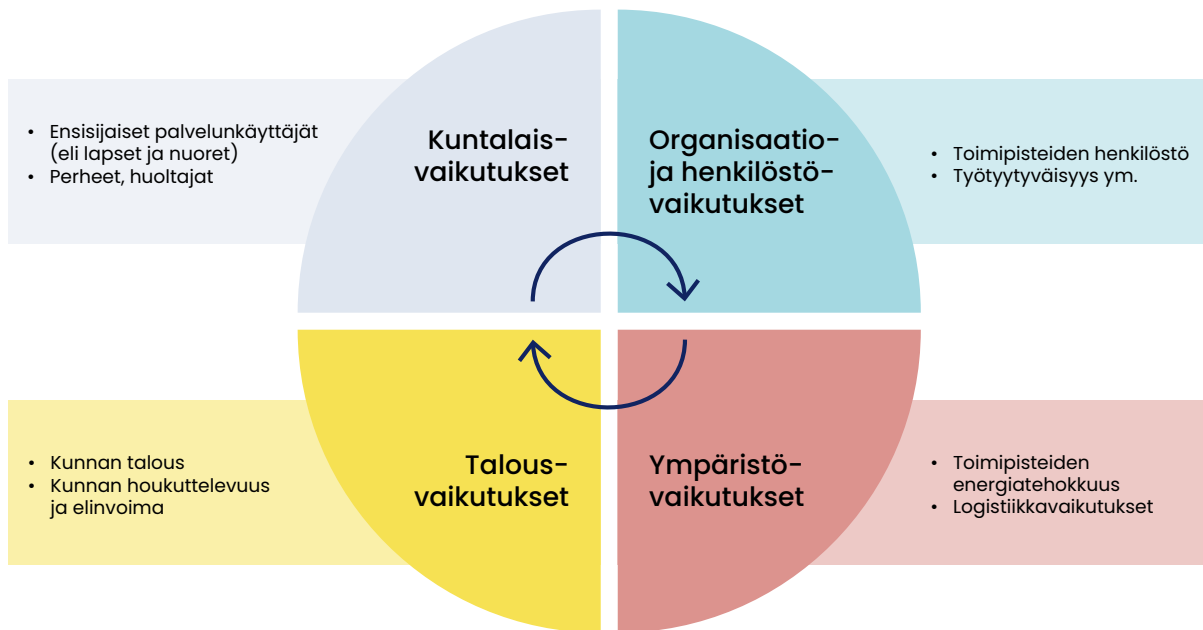 • Ensisijaiset palvelunkäyttäjät
(eli lapset ja nuoret)
• Perheet, huoltajat
Kuntalais-
vaikutukset
Organisaatio-
ja henkilöstö-
vaikutukset
• Toimipisteiden henkilöstö
• Työtyytyväisyys ym.
• Kunnan talous
• Kunnan houkuttelevuus
ja elinvoima
Talous-
vaikutukset
Ympäristö-
vaikutukset
• Toimipisteiden
energiatehokkuus
• Logistiikkavaikutukset